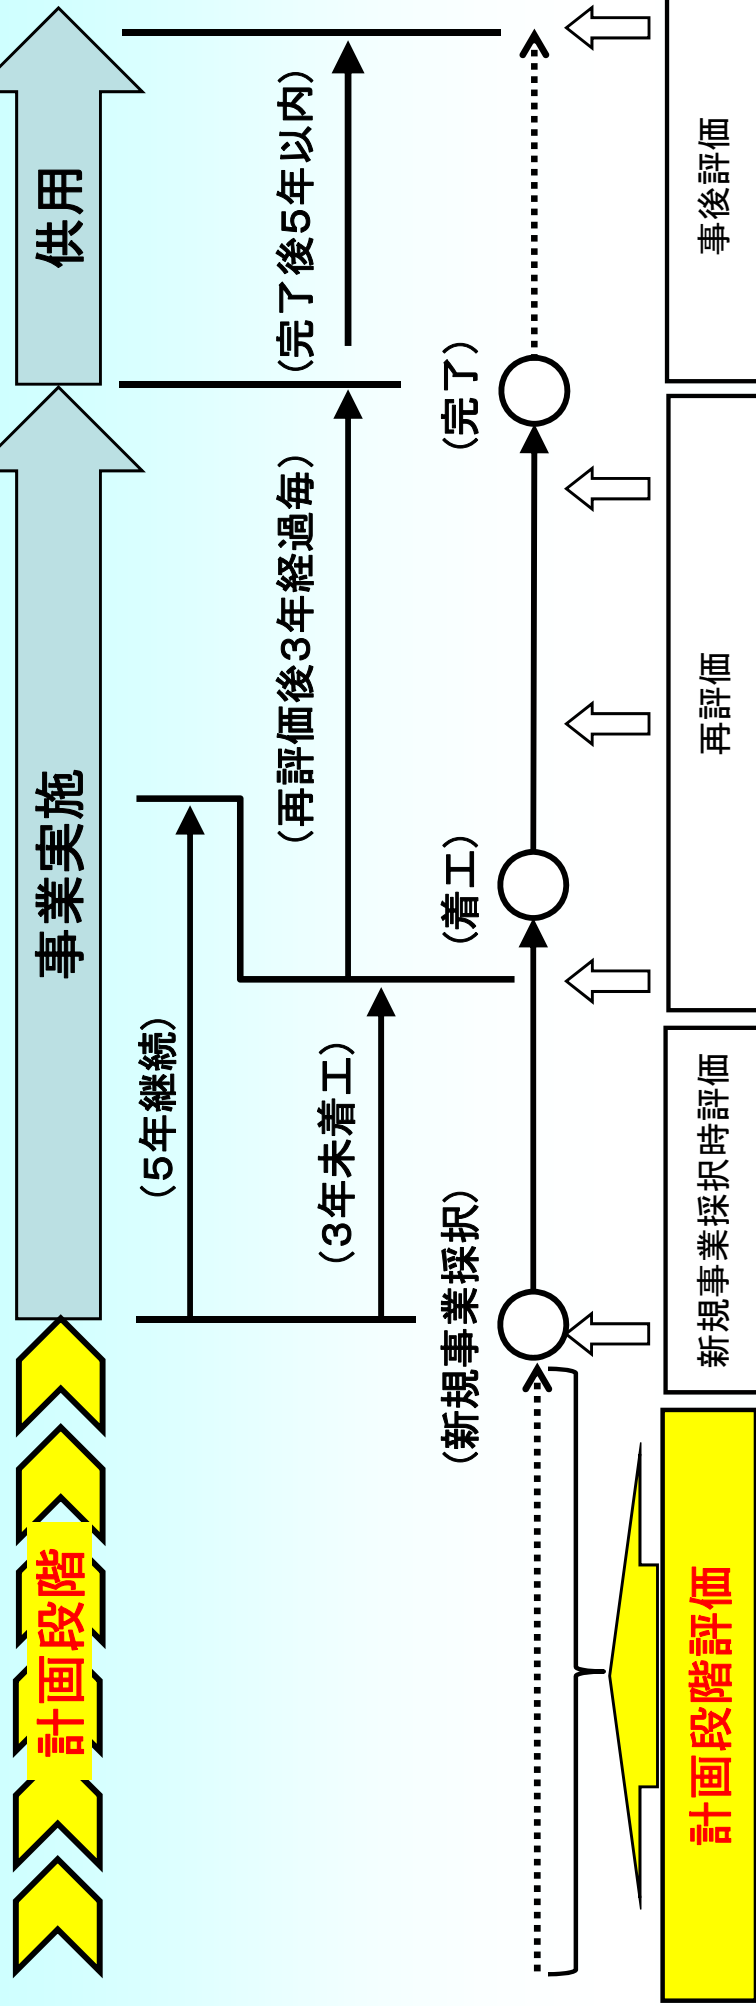 計画段階
事業実施
供用
（５年継続）
（３年未着工）
（再評価後３年経過毎）
（完了後５年以内）
（新規事業採択）
（着工）
（完了）
計画段階評価
新規事業採択時評価
再評価
事後評価